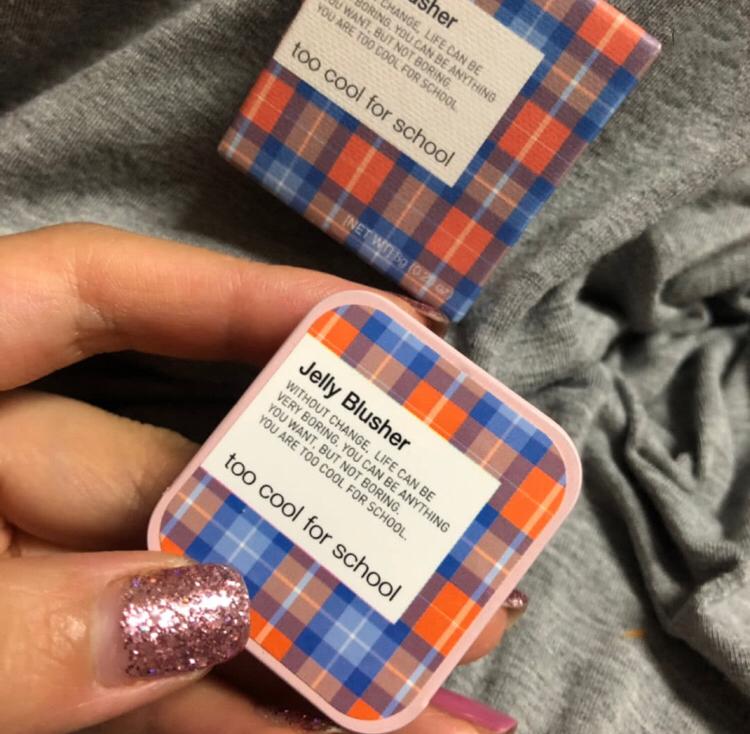 usher
CHANGE, LIFE CAN BE
BORING. YOU CAN BE ANYTHING
YOU WANT, BUT NOT BORING.
YOU ARE TOO COOL FOR SCHOOL.
too cool for school
Jelly Blusher
WITHOUT CHANGE, LIFE CAN BE
VERY BORING. YOU CAN BE ANYTHING
YOU WANT, BUT NOT BORING.
YOU ARE TOO COOL FOR SCHOOL.
too cool for school